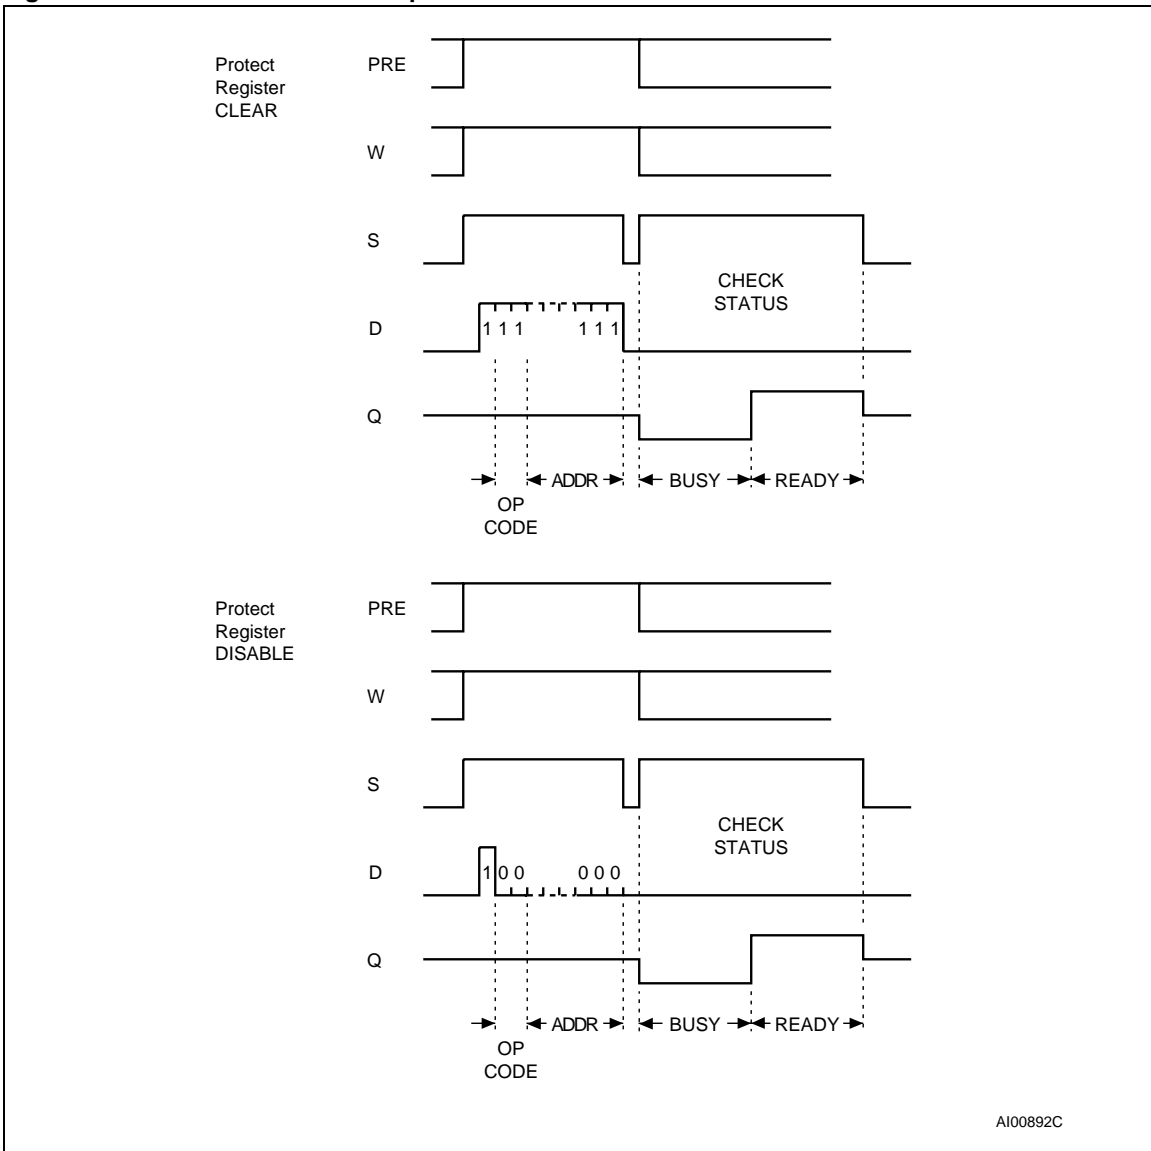 Protect
Register
CLEAR
PRE
W
S
CHECK
STATUS
D
1 1 1
1 1 1
Q
ADDR
BUSY
READY
OP
CODE
Protect
Register
DISABLE
PRE
W
S
CHECK
STATUS
D
1 0 0
0 0 0
Q
ADDR
BUSY
READY
OP
CODE
AI00892C